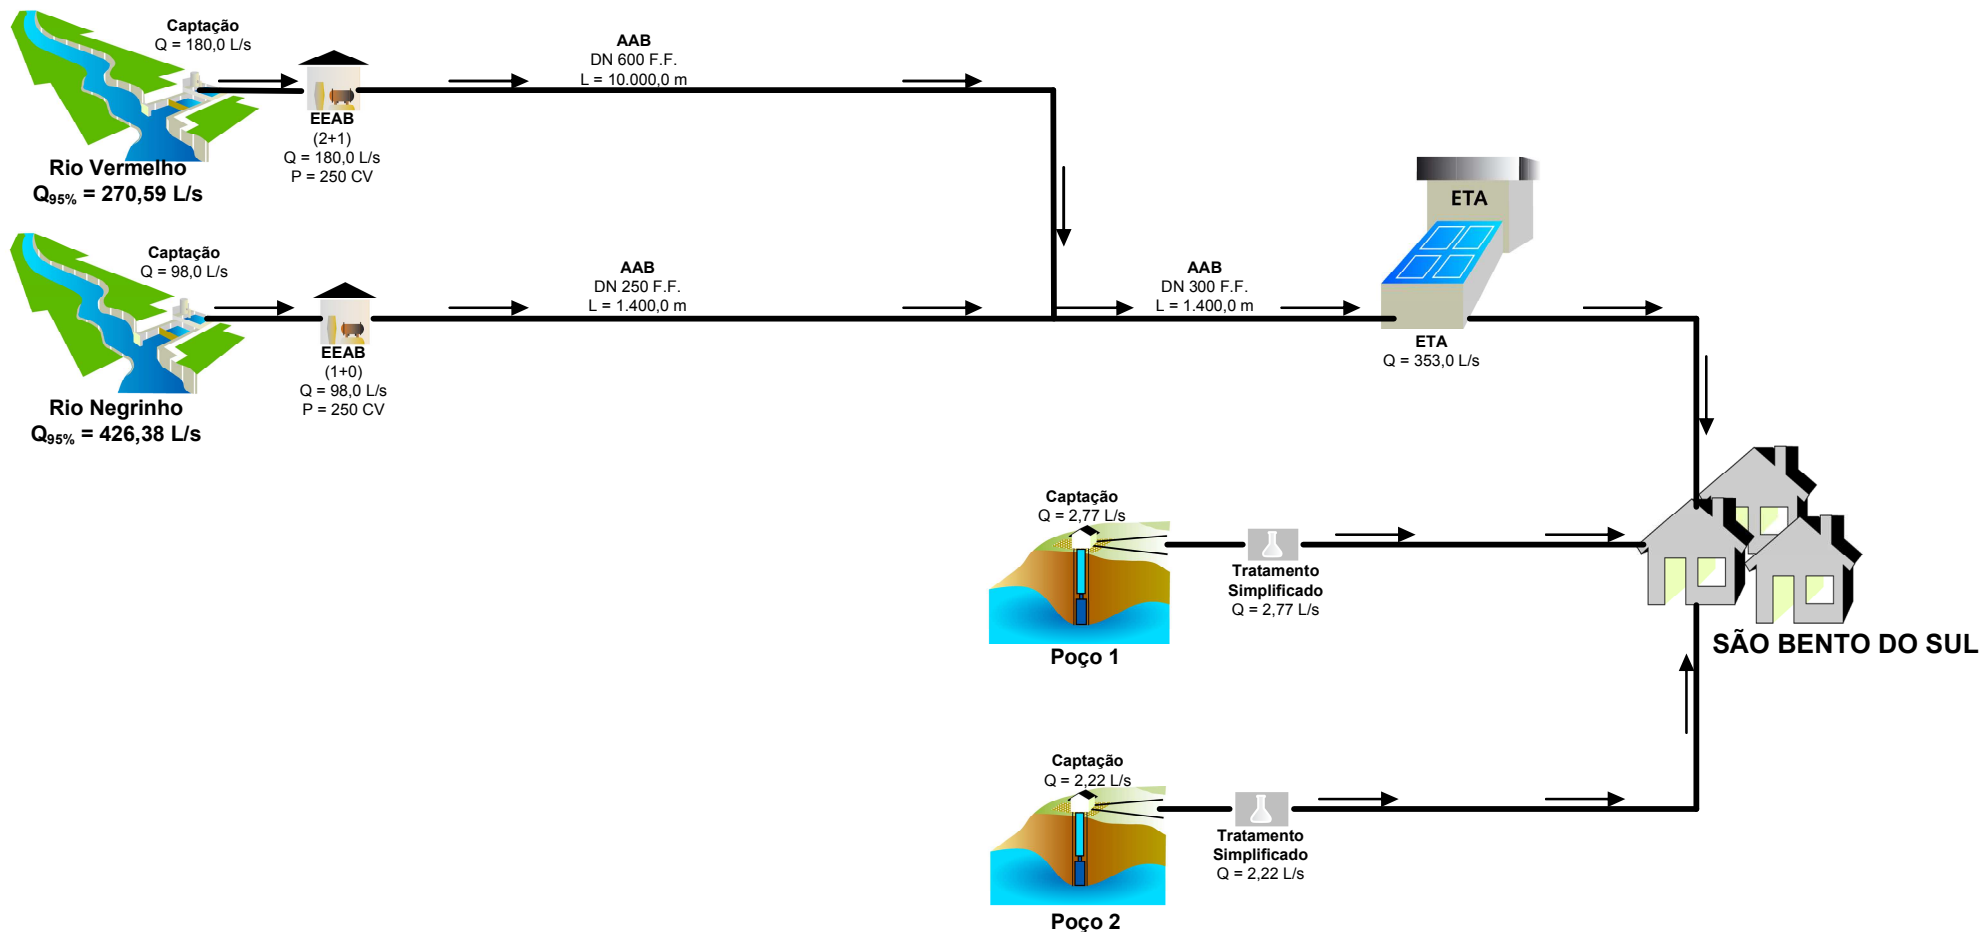 Captação
Q = 180,0 L/s
EEAB
(2+1)
Q = 180,0 L/s
P = 250 CV
Rio Vermelho
Q95% = 270,59 L/s
AAB
DN 600 F.F.
L = 10.000,0 m
Captação
Q = 98,0 L/s
EEAB
(1+0)
Q = 98,0 L/s
P = 250 CV
Rio Negrinho
Q95% = 426,38 L/s
AAB
DN 250 F.F.
L = 1.400,0 m
AAB
DN 300 F.F.
L = 1.400,0 m
ETA
ETA
Q = 353,0 L/s
Captação
Q = 2,77 L/s
Poço 1
Tratamento
Simplificado
Q = 2,77 L/s
SÃO BENTO DO SUL
Captação
Q = 2,22 L/s
Poço 2
Tratamento
Simplificado
Q = 2,22 L/s